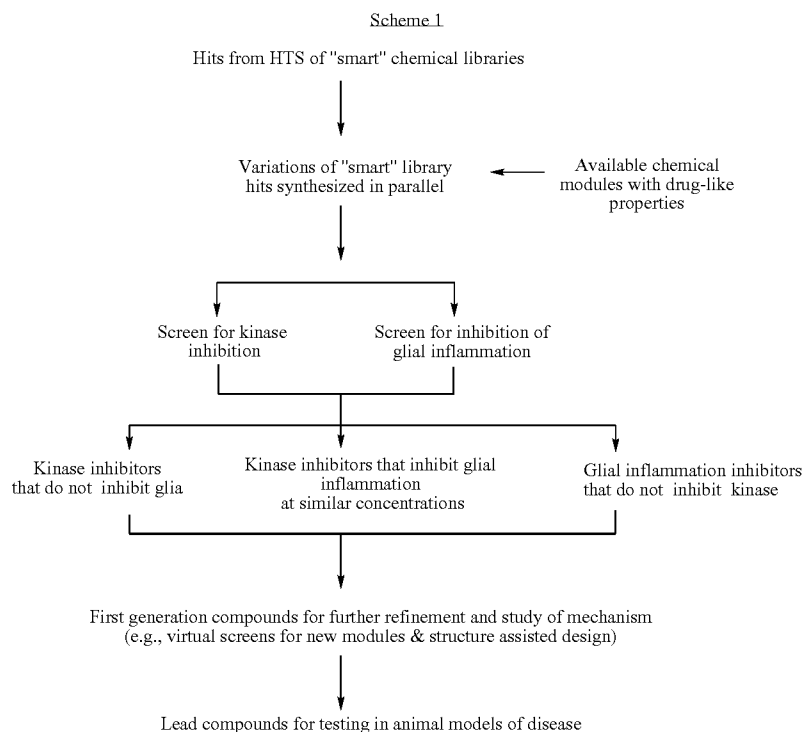 Scheme 1
Hits from HTS of "smart" chemical libraries
Variations of "smart" library
hits synthesized in parallel
Available chemical
modules with drug-like
properties
Screen for kinase
inhibition
Screen for inhibition of
glial inflammation
Kinase inhibitors
that do not inhibit glia
Kinase inhibitors that inhibit glial
inflammation
at similar concentrations
Glial inflammation inhibitors
that do not inhibit kinase
First generation compounds for further refinement and study of mechanism
(e.g., virtual screens for new modules & structure assisted design)
Lead compounds for testing in animal models of disease